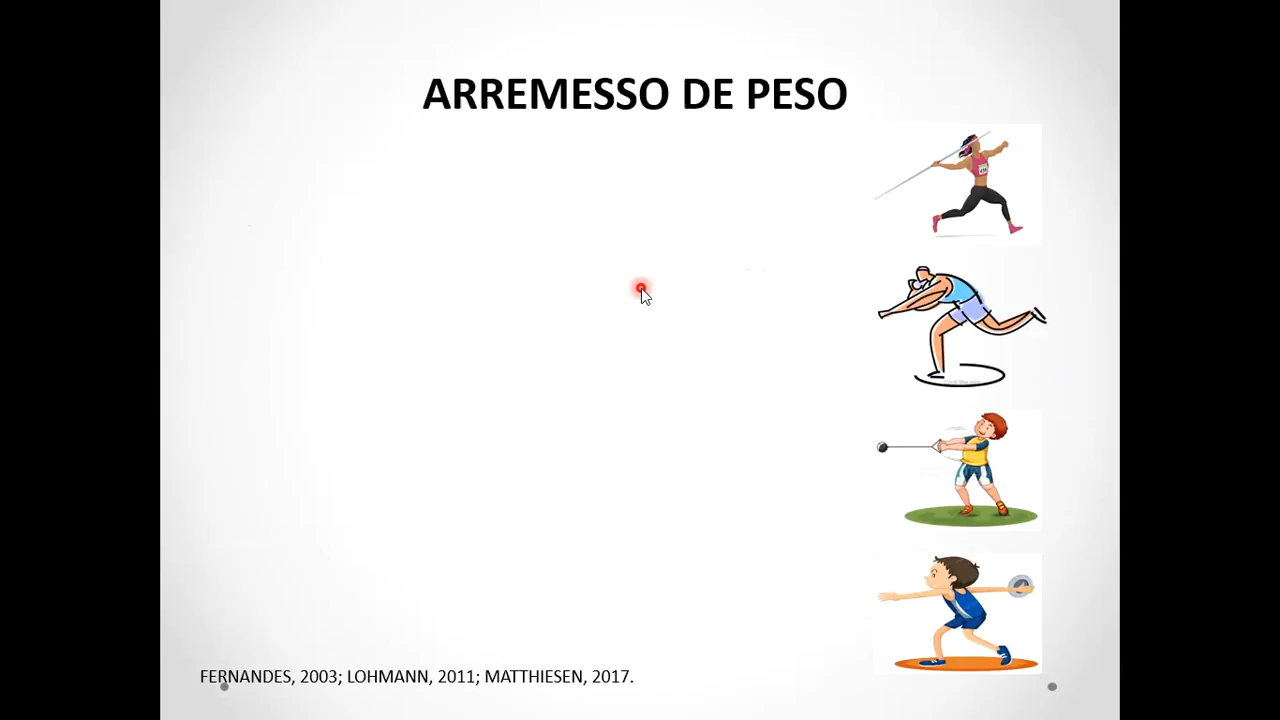 ARREMESSO DE PESO
FERNANDES, 2003; LOHMANN, 2011; MATTHIESEN, 2017.